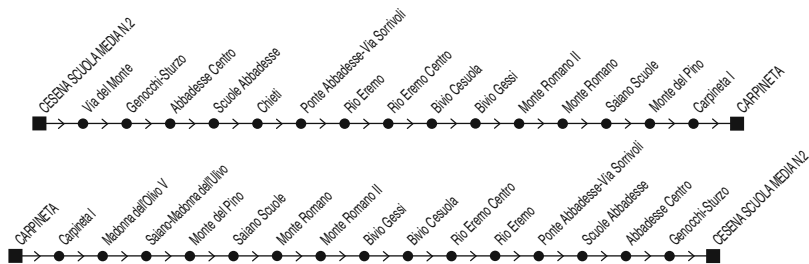 CESENA SCUOLA MEDIA N.2
Via del Monte
Genocchi-Sturzo
Abbadesse Centro
Scuole Abbadesse
Chieti
Ponte Abbadesse-Via Sorrivoli
Rio Eremo
Rio Eremo Centro
Bivio Cesuola
Bivio Gessi
Monte Romano II
Monte Romano
Saiano Scuole
Monte del Pino
Carpineta I
CARPINETA
CARPINETA
Carpineta I
Madonna dell'Olivo V
Saiano-Madonna dell'Ulivo
Monte del Pino
Saiano Scuole
Monte Romano
Monte Romano II
Bivio Gessi
Bivio Cesuola
Rio Eremo Centro
Rio Eremo
Ponte Abbadesse-Via Sorrivoli
Scuole Abbadesse
Abbadesse Centro
Genocchi-Sturzo
CESENA SCUOLA MEDIA N.2